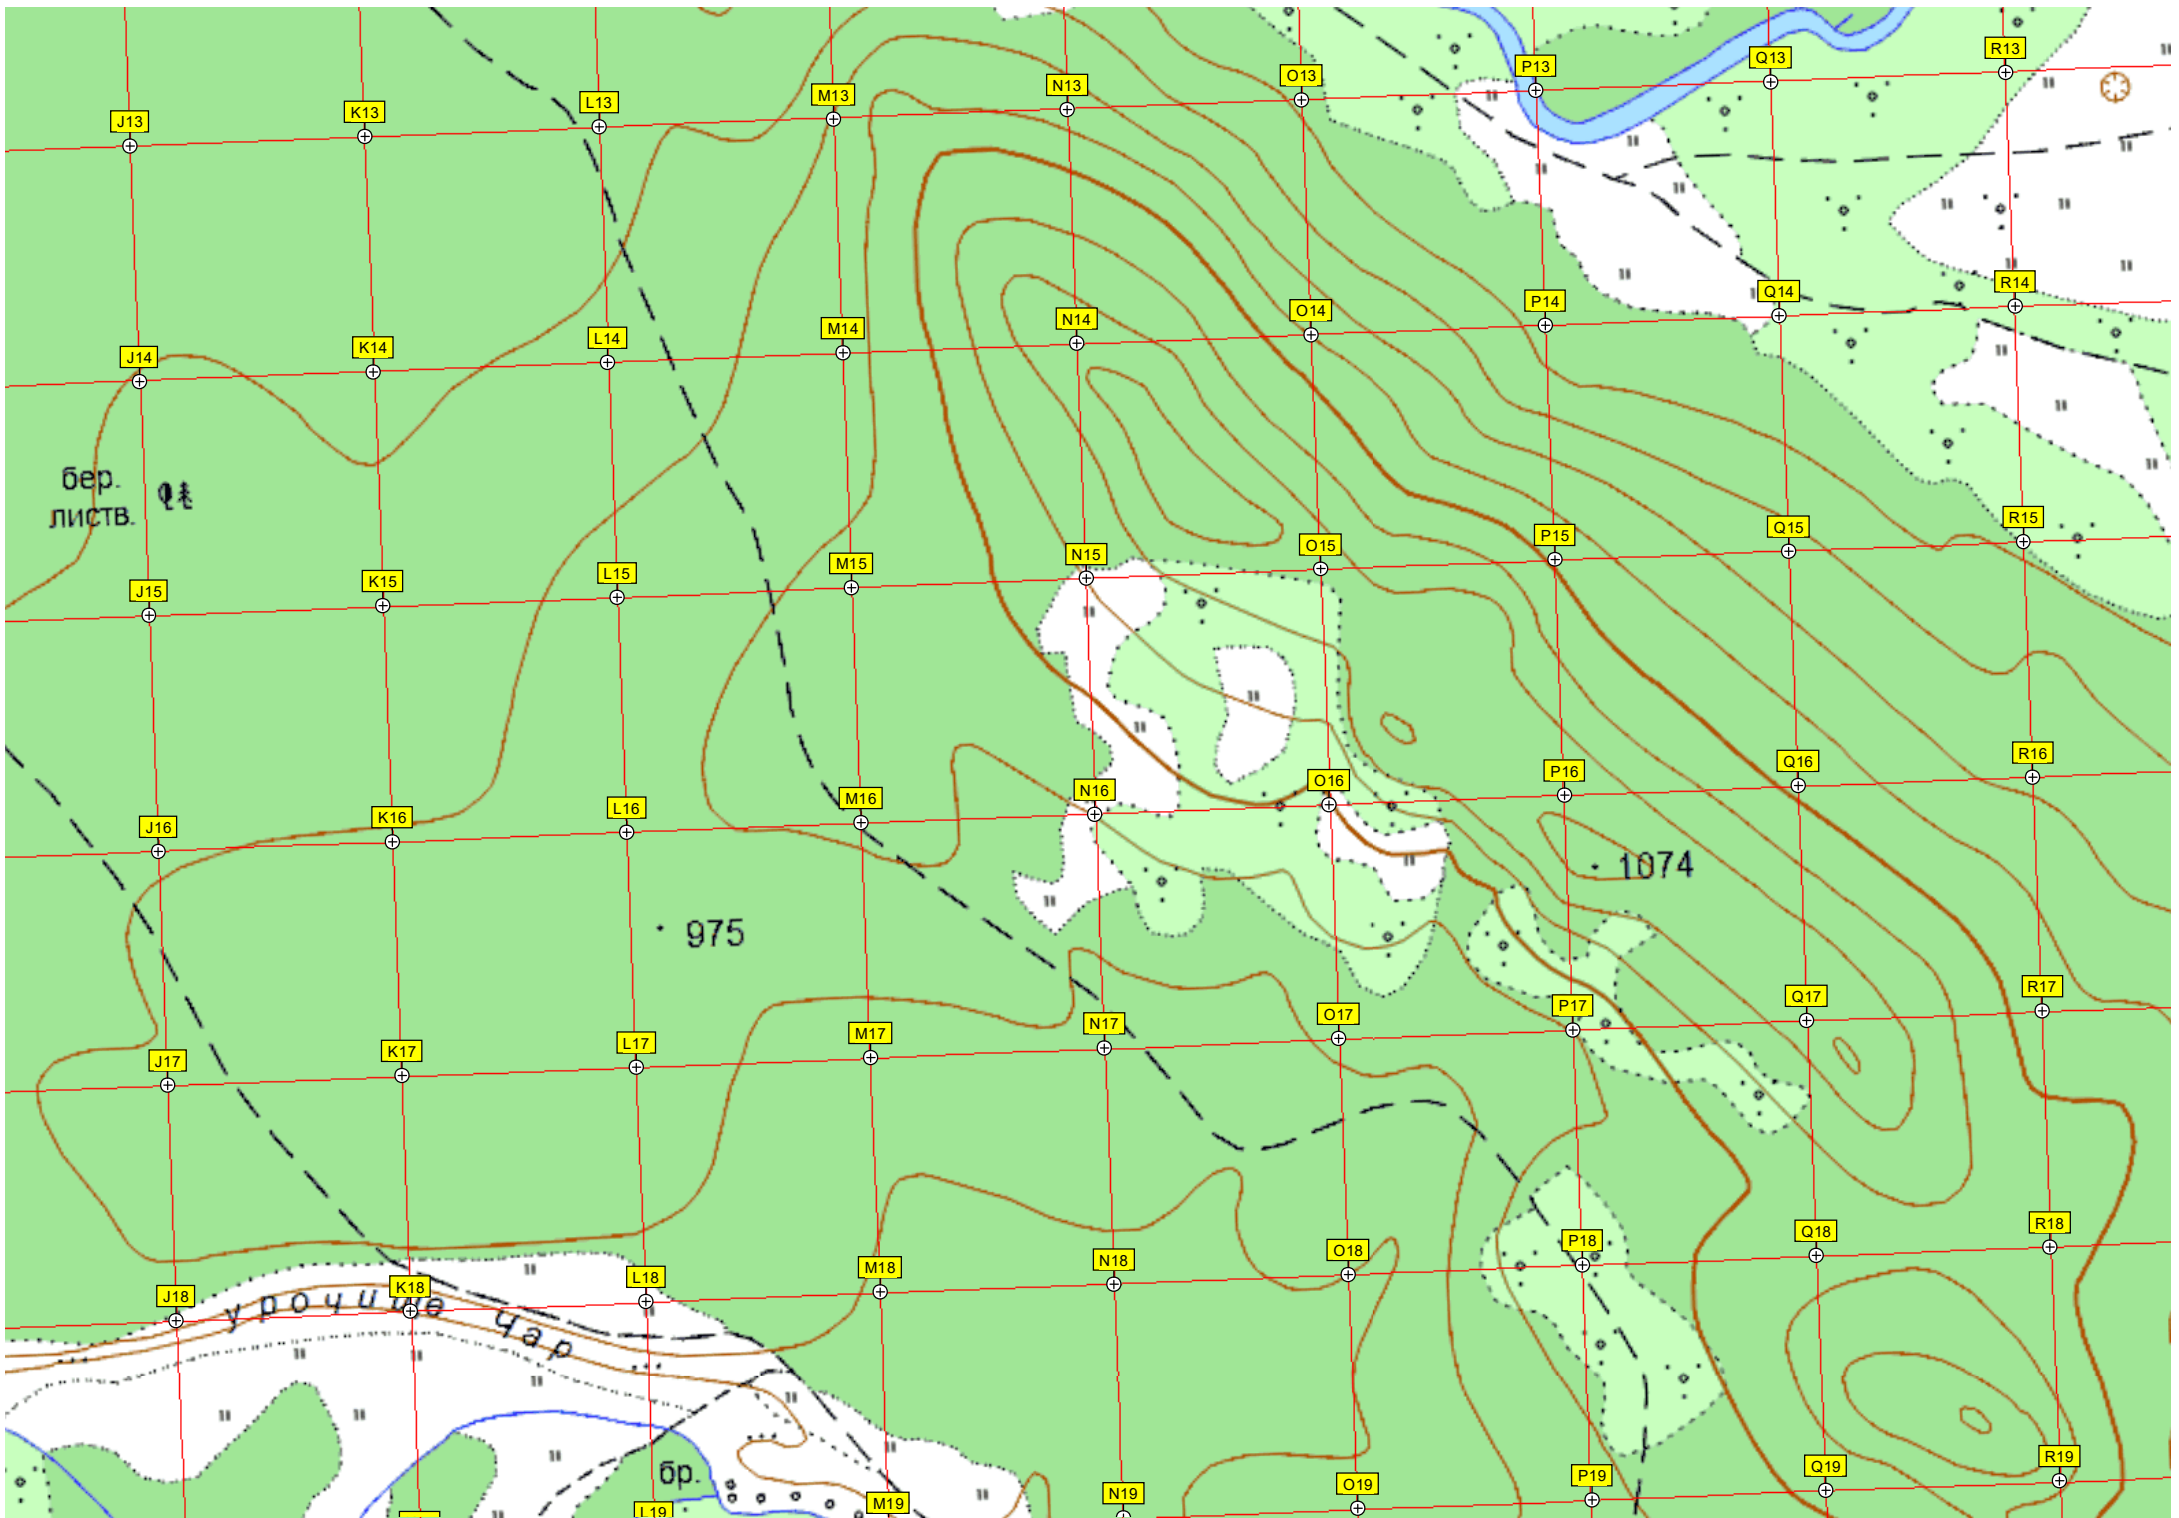 J13 K13 L13 M13 N13 O13 P13 Q13 R13
J14 K14 L14 M14 N14 O14 P14 Q14 R14
бер.
листв.
J15 K15 L15 M15 N15 O15 P15 Q15 R15
J16 K16 L16 M16 N16 O16 P16 Q16 R16
1074
975
J17 K17 L17 M17 N17 O17 P17 Q17 R17
J18 K18 L18 M18 N18 O18 P18 Q18 R18
урочище Чар
бр.
L19 M19 N19 O19 P19 Q19 R19